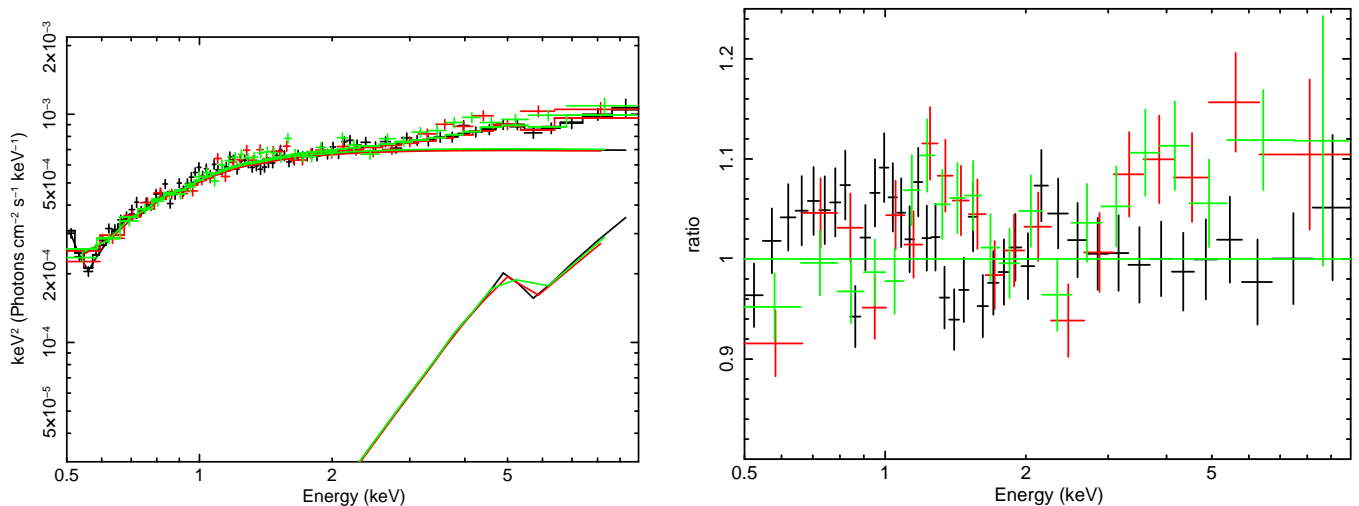 2×10⁻³
10⁻³
5×10⁻⁴
2×10⁻⁴
10⁻⁴
5×10⁻⁵
keV² (Photons cm⁻² s⁻¹ keV⁻¹)
0.5 1 2 5
Energy (keV)
1.2
1.1
1
0.9
ratio
0.5 1 2 5
Energy (keV)